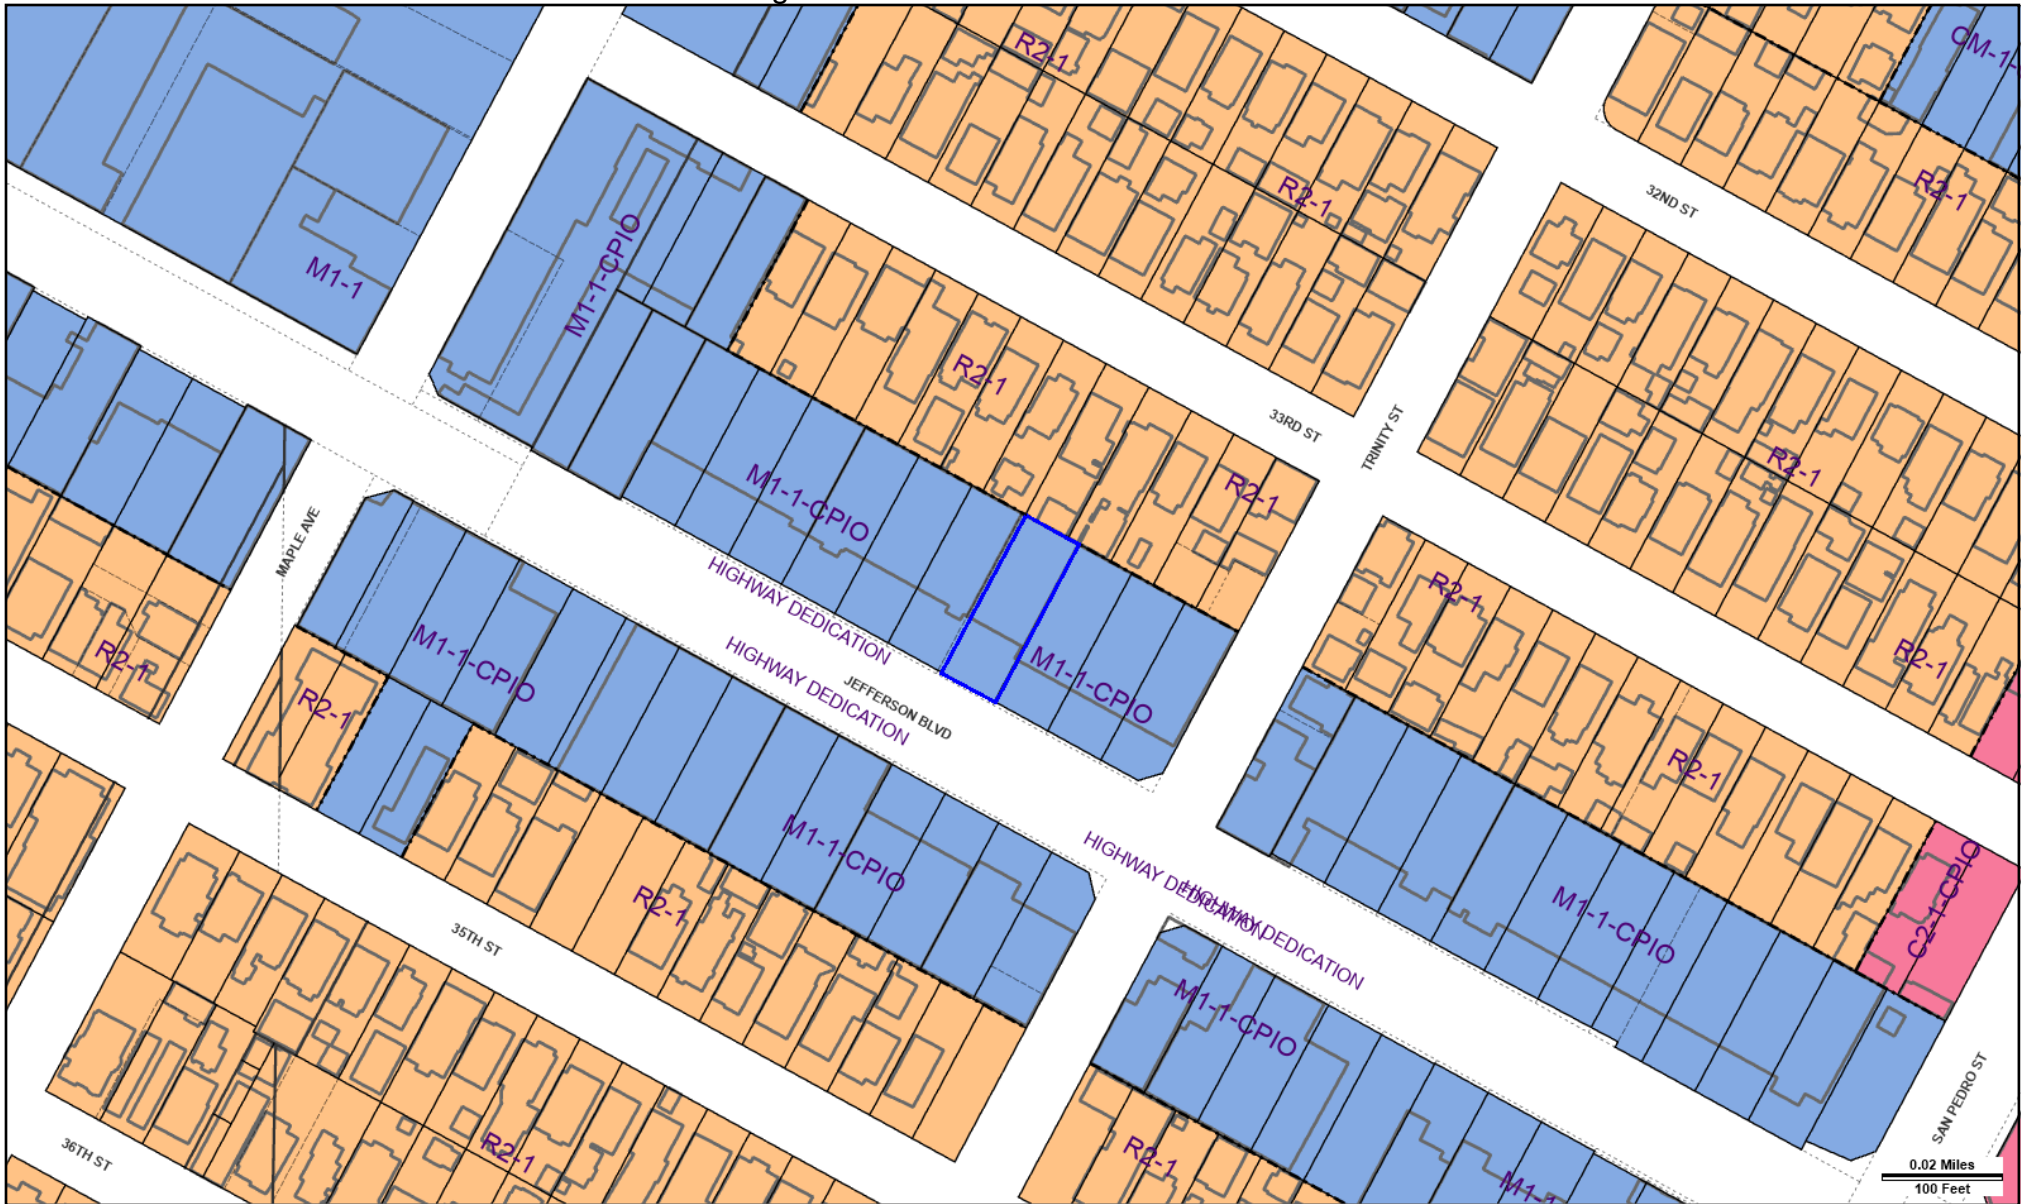 R2-1
CM-1-
R2-1
32ND ST
R2-1
M1-1
M1-1-CPIO
R2-1
33RD ST
TRINITY ST
R2-1
R2-1
M1-1-CPIO
MAPLE AVE
HIGHWAY DEDICATION
R2-1
M1-1-CPIO
HIGHWAY DEDICATION
JEFFERSON BLVD
M1-1-CPIO
R2-1
R2-1
R2-1
R2-1
M1-1-CPIO
HIGHWAY DEDICATION
HIGHWAY DEDICATION
C2-1-CPIO
M1-1-CPIO
R2-1
35TH ST
M1-1-CPIO
R2-1
R2-1
M1-1
SAN PEDRO ST
36TH ST
0.02 Miles
100 Feet